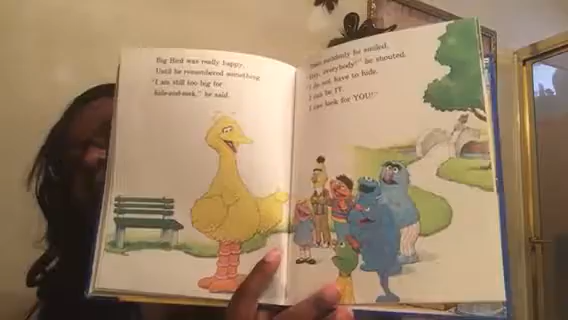 Big Bird was really happy.
Until he remembered something.
"I am still too big for
hide-and-seek," he said.
Then suddenly he smiled.
"Hey, everybody!" he shouted.
"I do not have to hide.
I can be IT.
I can look for YOU!"